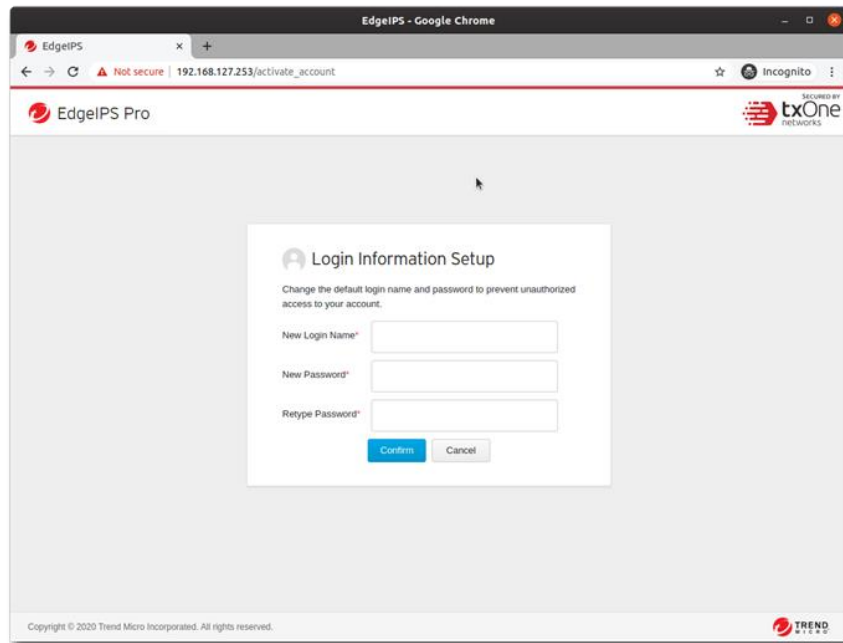 EdgeIPS - Google Chrome
EdgeIPS
Not secure | 192.168.127.253/activate_account
Incognito
EdgeIPS Pro
SECURED BY
txOne
networks
Login Information Setup
Change the default login name and password to prevent unauthorized
access to your account.
New Login Name*
New Password*
Retype Password*
Confirm Cancel
Copyright © 2020 Trend Micro Incorporated. All rights reserved.
TREND
MICRO